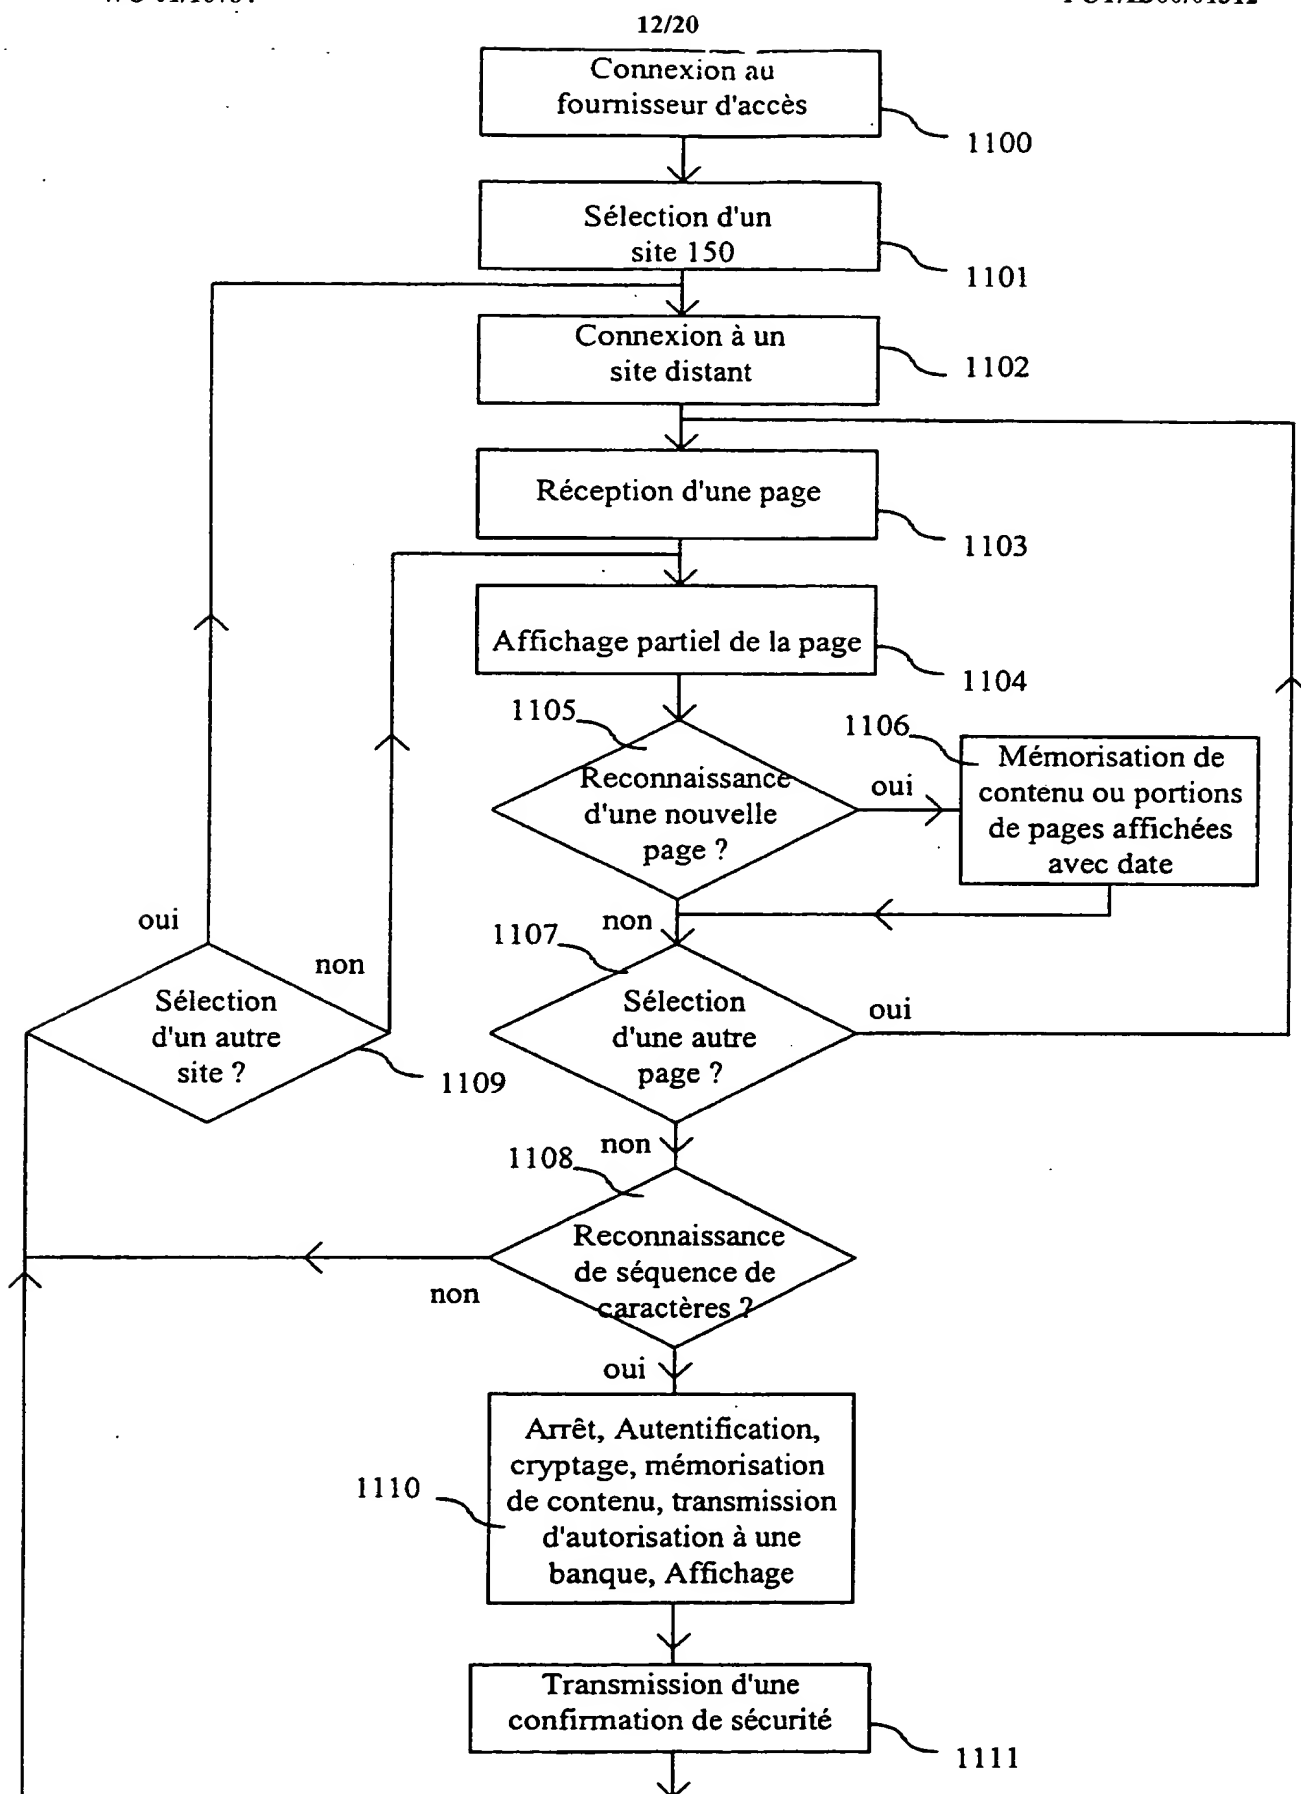 12/20
Connexion au
fournisseur d'accès
1100
Sélection d'un
site 150
1101
Connexion à un
site distant
1102
Réception d'une page
1103
Affichage partiel de la page
1104
1105
Reconnaissance
d'une nouvelle
page ?
oui
1106
Mémorisation de
contenu ou portions
de pages affichées
avec date
non
1107
Sélection
d'une autre
page ?
oui
oui
non
Sélection
d'un autre
site ?
1109
non
1108
Reconnaissance
de séquence de
caractères ?
non
oui
Arrêt, Autentification,
cryptage, mémorisation
de contenu, transmission
d'autorisation à une
banque, Affichage
1110
Transmission d'une
confirmation de sécurité
1111